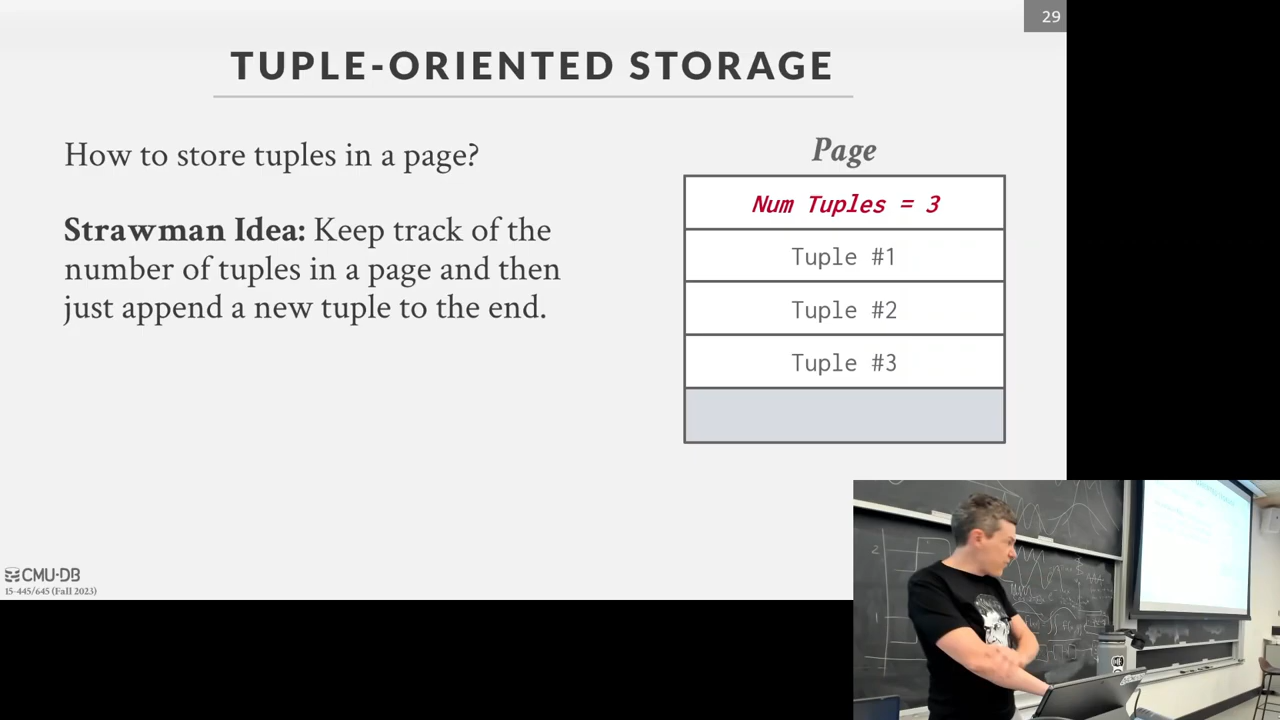 29
TUPLE-ORIENTED STORAGE
How to store tuples in a page?
Strawman Idea: Keep track of the
number of tuples in a page and then
just append a new tuple to the end.
Page
Num Tuples = 3
Tuple #1
Tuple #2
Tuple #3
CMU·DB
15-445/645 (Fall 2023)